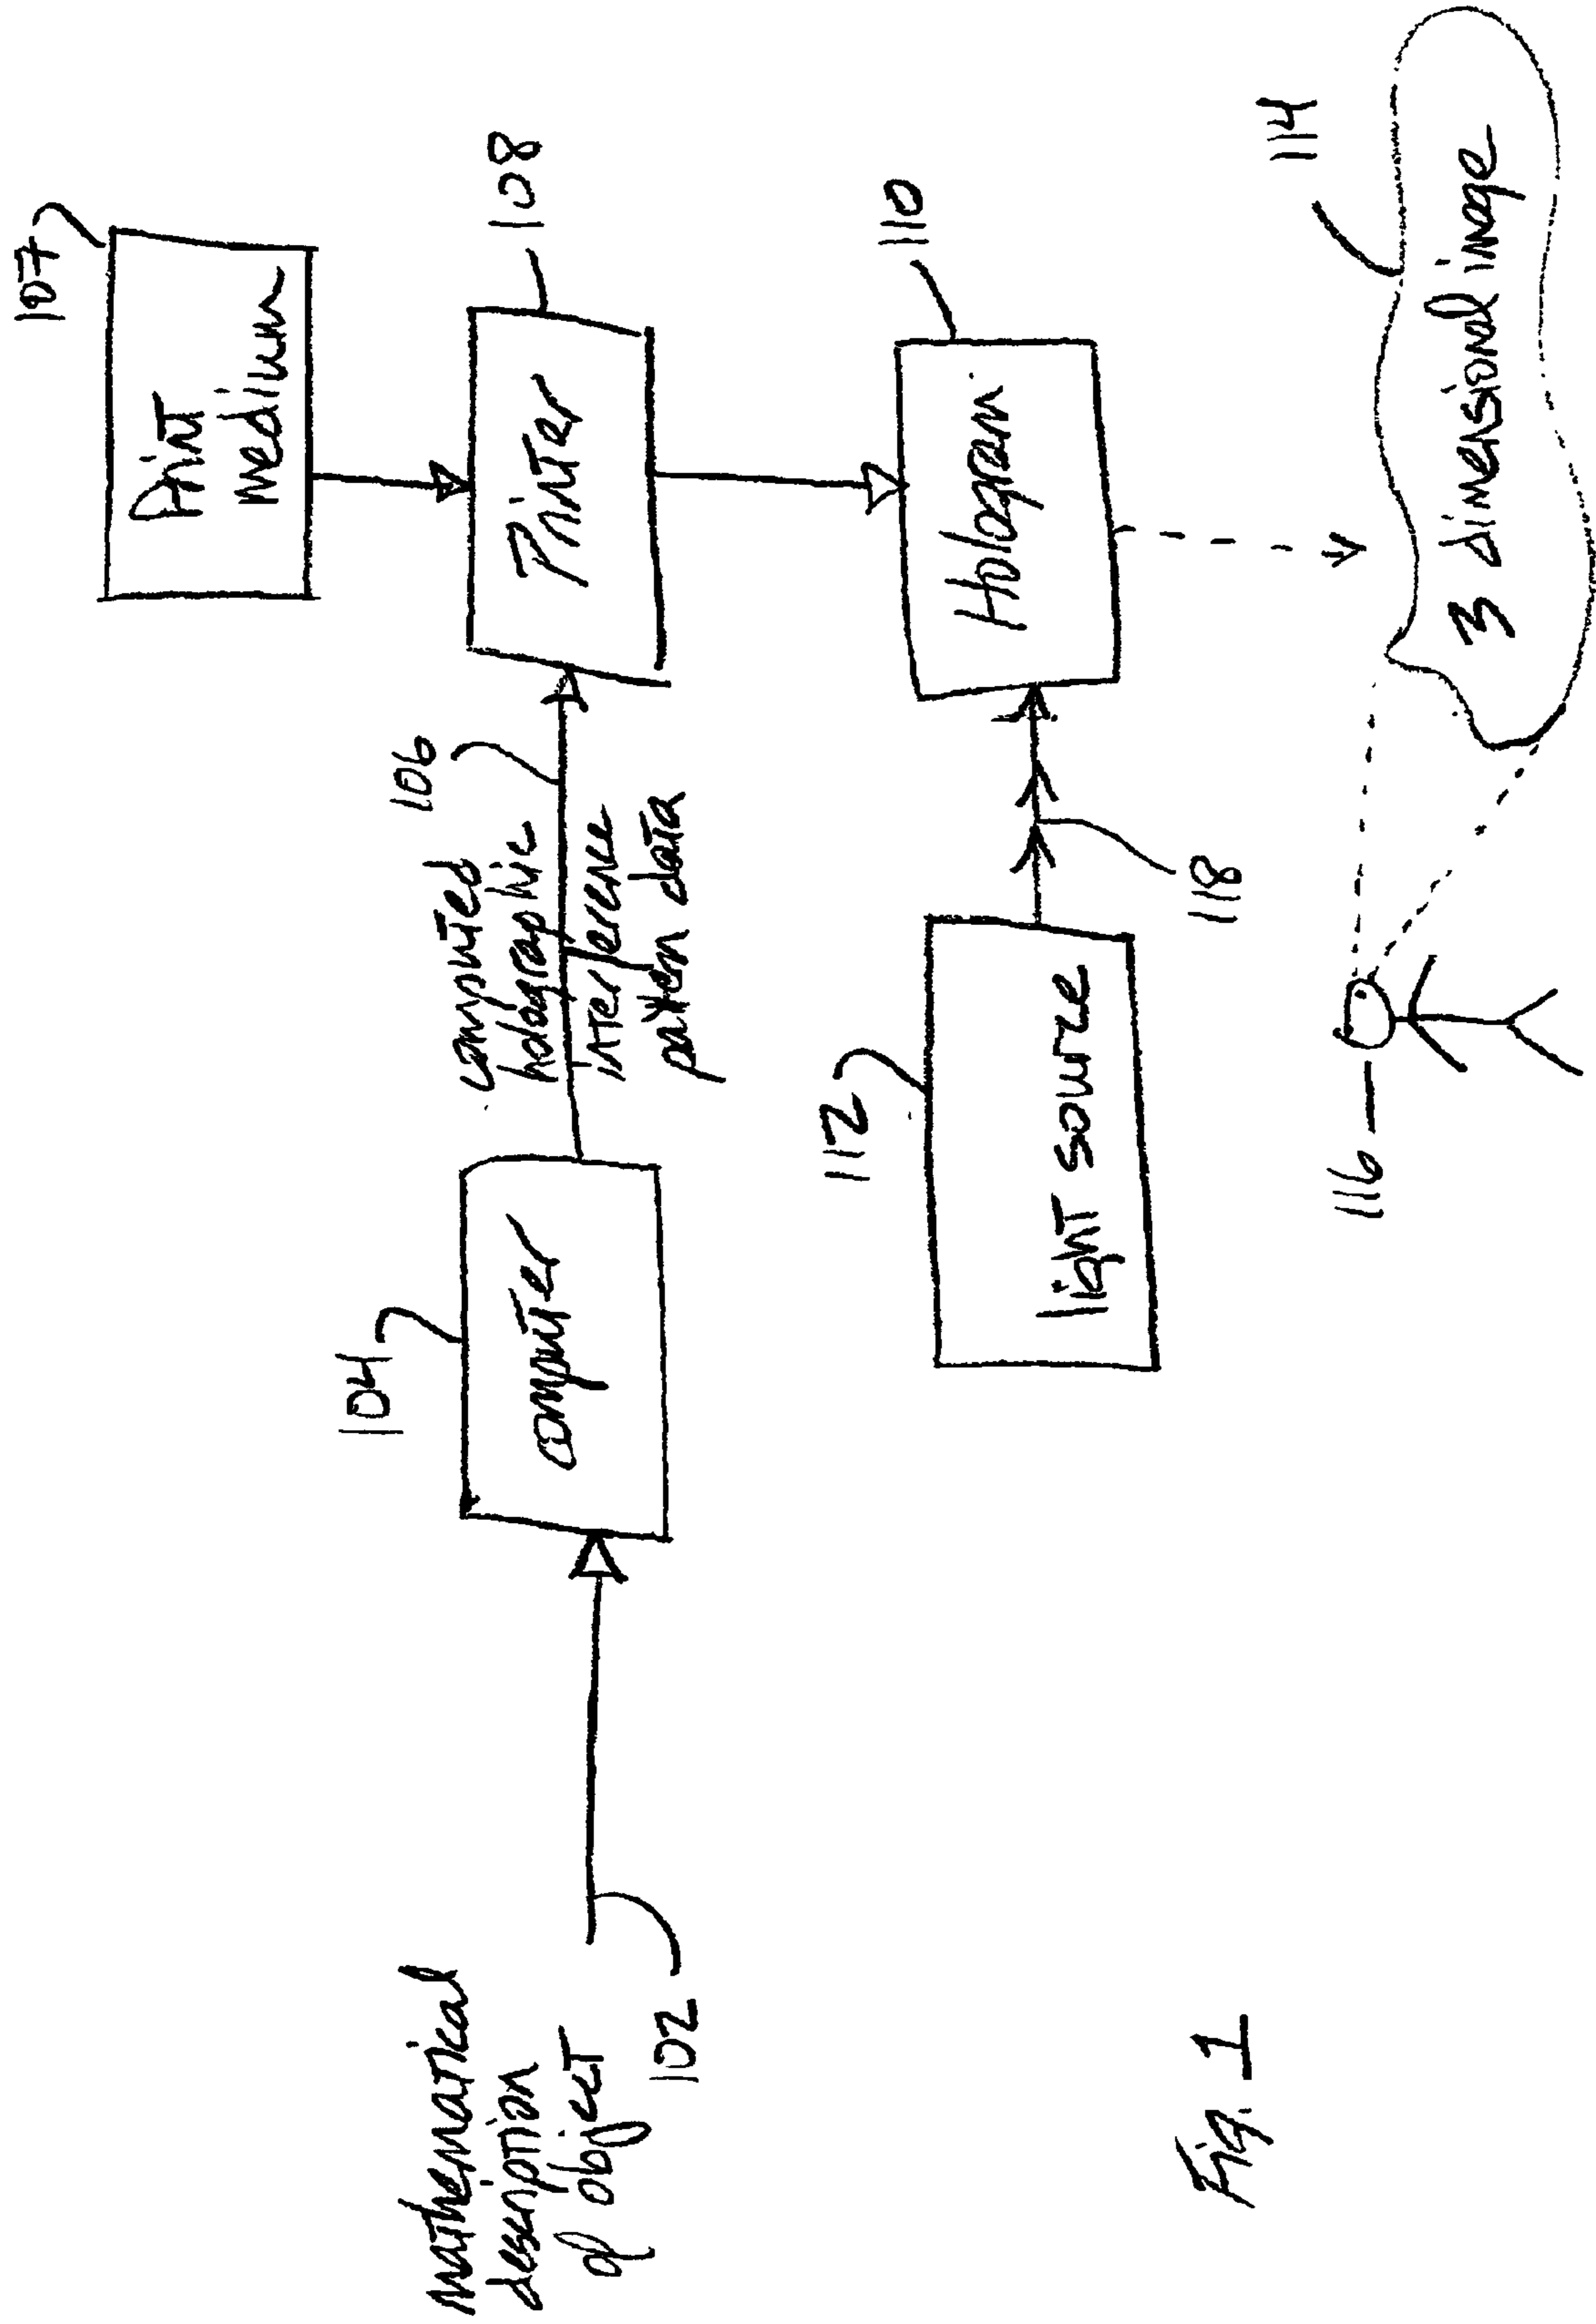 107
Print
medium
108
Printer
106
computed
holographic
interference
pattern data
104
computer
mathematical
description
of object
102
110
Hologram
118
112
light source
114
3 dimensional image
116
Fig. 1